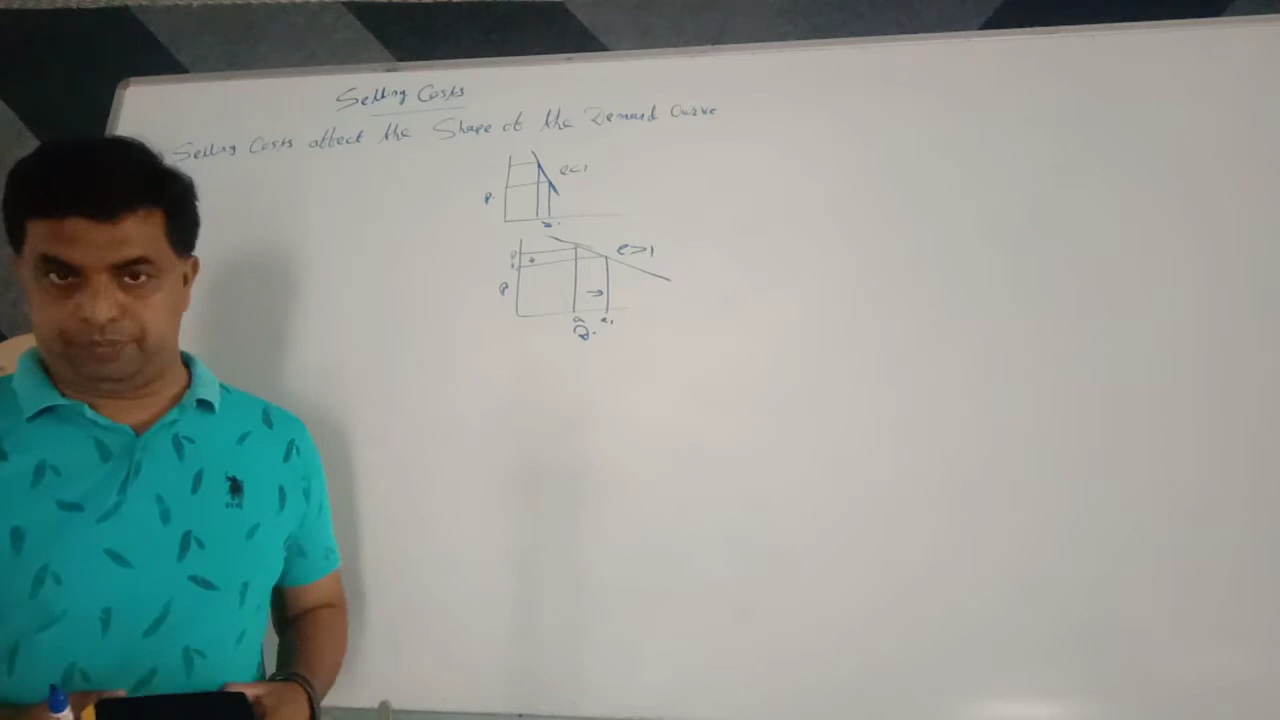 Selling Costs
Selling Costs affect the Shape of the Demand Curve
e<1
P
e>1
P
Q